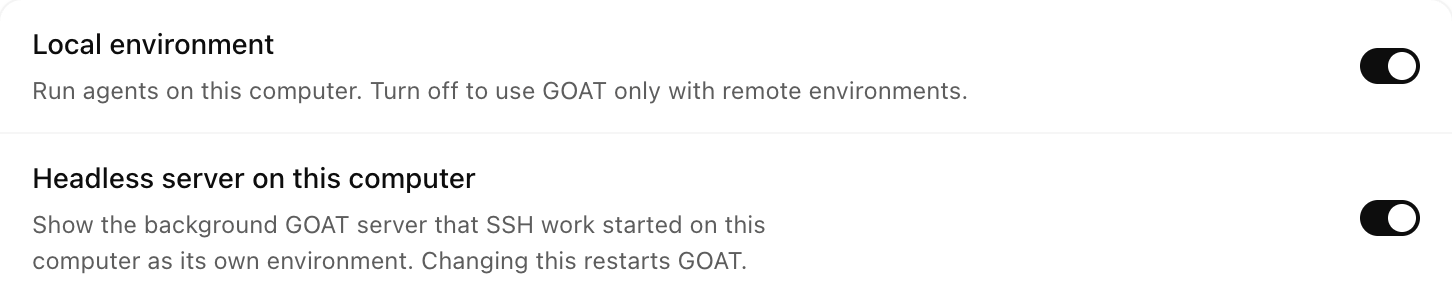 Local environment
Run agents on this computer. Turn off to use GOAT only with remote environments.
Headless server on this computer
Show the background GOAT server that SSH work started on this
computer as its own environment. Changing this restarts GOAT.